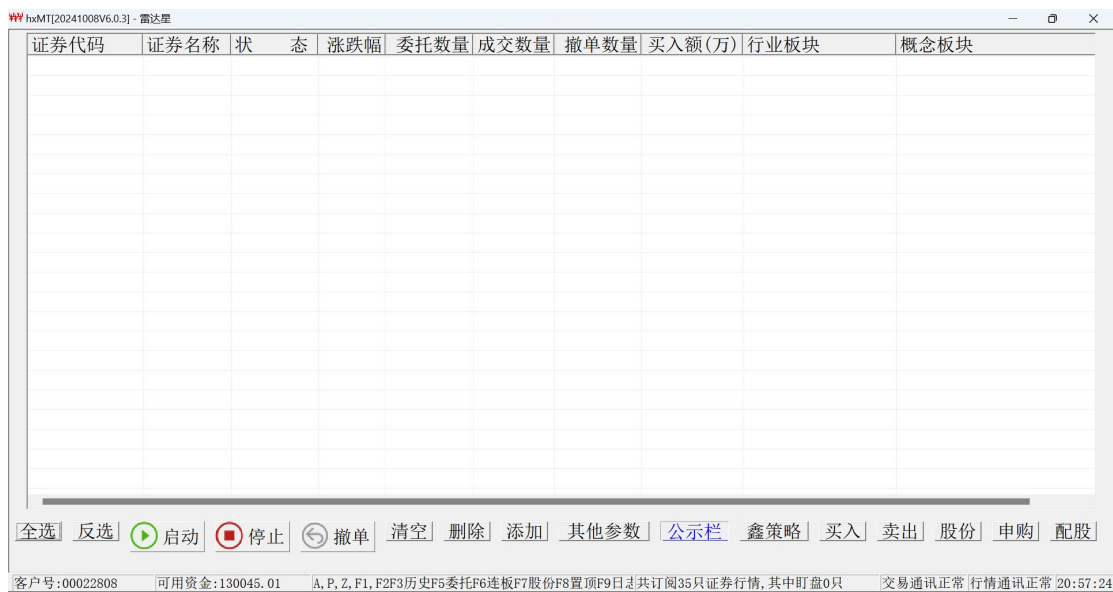 hxMT[20241008V6.0.3] - 雷达星
证券代码 证券名称 状 态 涨跌幅 委托数量 成交数量 撤单数量 买入额(万) 行业板块 概念板块
全选 反选 启动 停止 撤单 清空 删除 添加 其他参数 公示栏 鑫策略 买入 卖出 股份 申购 配股
客户号:00022808 可用资金:130045.01 A,P,Z,F1,F2F3历史F5委托F6连板F7股份F8置顶F9日 共订阅35只证券行情,其中盯盘0只 交易通讯正常 行情通讯正常 20:57:24